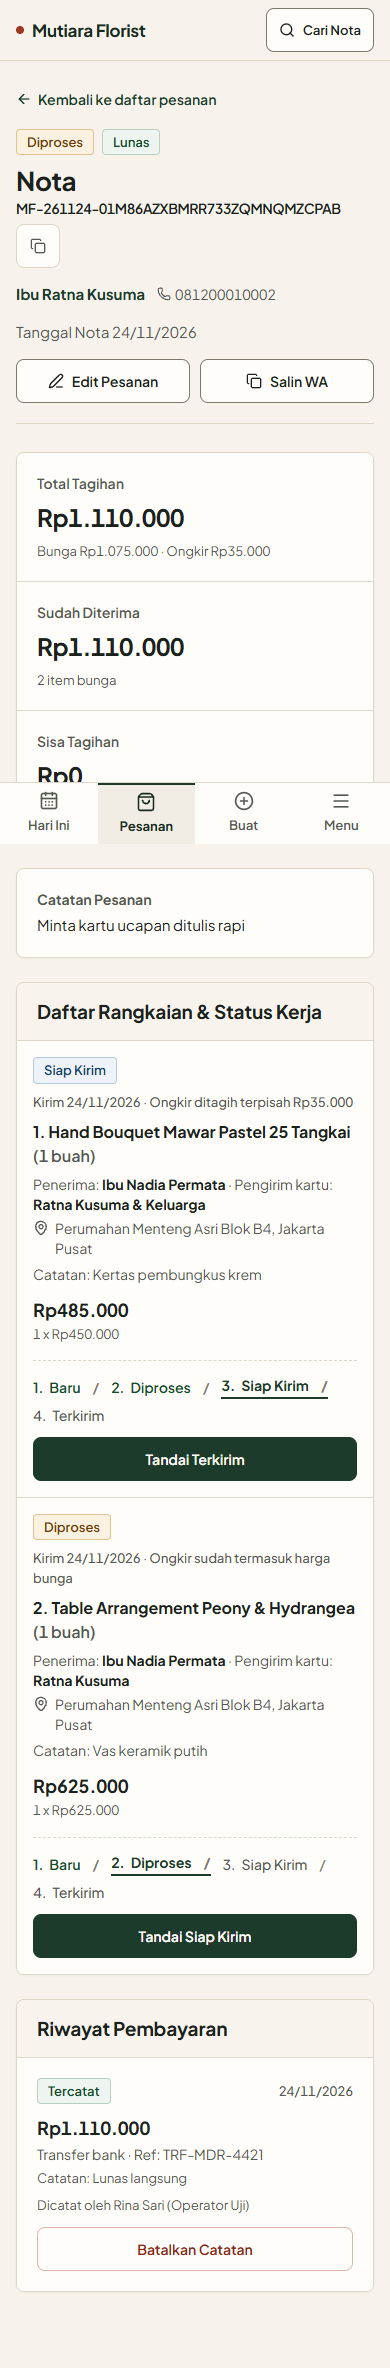 Mutiara Florist
Cari Nota
Kembali ke daftar pesanan
Diproses
Lunas
Nota
MF-261124-01M86AZXBMRR733ZQMNQMZCPAB
Ibu Ratna Kusuma 081200010002
Tanggal Nota 24/11/2026
Edit Pesanan
Salin WA
Total Tagihan
Rp1.110.000
Bunga Rp1.075.000 · Ongkir Rp35.000
Sudah Diterima
Rp1.110.000
2 item bunga
Sisa Tagihan
Rp0
Hari Ini
Pesanan
Buat
Menu
Catatan Pesanan
Minta kartu ucapan ditulis rapi
Daftar Rangkaian & Status Kerja
Siap Kirim
Kirim 24/11/2026 · Ongkir ditagih terpisah Rp35.000
1. Hand Bouquet Mawar Pastel 25 Tangkai
(1 buah)
Penerima: Ibu Nadia Permata · Pengirim kartu:
Ratna Kusuma & Keluarga
Perumahan Menteng Asri Blok B4, Jakarta
Pusat
Catatan: Kertas pembungkus krem
Rp485.000
1 x Rp450.000
1. Baru / 2. Diproses / 3. Siap Kirim /
4. Terkirim
Tandai Terkirim
Diproses
Kirim 24/11/2026 · Ongkir sudah termasuk harga
bunga
2. Table Arrangement Peony & Hydrangea
(1 buah)
Penerima: Ibu Nadia Permata · Pengirim kartu:
Ratna Kusuma
Perumahan Menteng Asri Blok B4, Jakarta
Pusat
Catatan: Vas keramik putih
Rp625.000
1 x Rp625.000
1. Baru / 2. Diproses / 3. Siap Kirim /
4. Terkirim
Tandai Siap Kirim
Riwayat Pembayaran
Tercatat
24/11/2026
Rp1.110.000
Transfer bank · Ref: TRF-MDR-4421
Catatan: Lunas langsung
Dicatat oleh Rina Sari (Operator Uji)
Batalkan Catatan